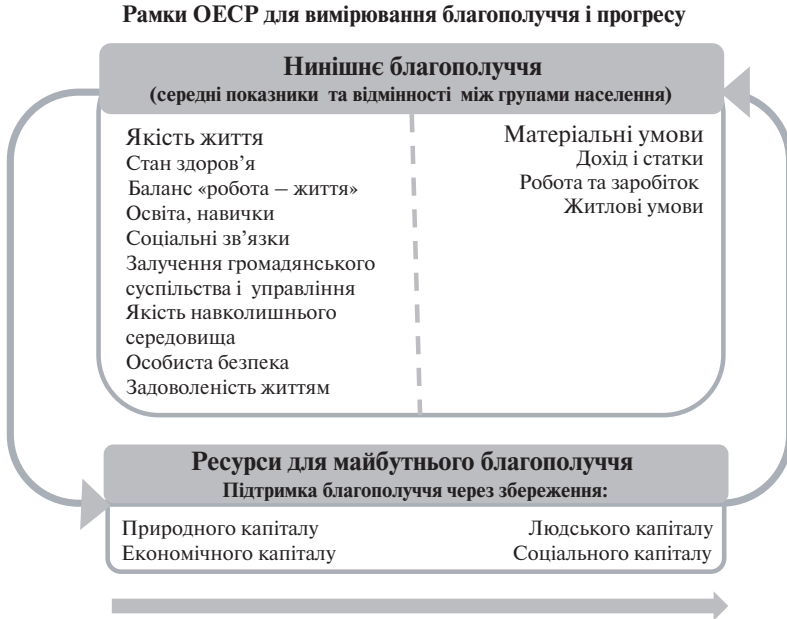 Рамки ОЕСР для вимірювання благополуччя і прогресу
Нинішнє благополуччя
(середні показники та відмінності між групами населення)
Якість життя
Стан здоров’я
Баланс «робота – життя»
Освіта, навички
Соціальні зв’язки
Залучення громадянського
суспільства і управління
Якість навколишнього
середовища
Особиста безпека
Задоволеність життям
Матеріальні умови
Дохід і статки
Робота та заробіток
Житлові умови
Ресурси для майбутнього благополуччя
Підтримка благополуччя через збереження:
Природного капіталу
Економічного капіталу
Людського капіталу
Соціального капіталу